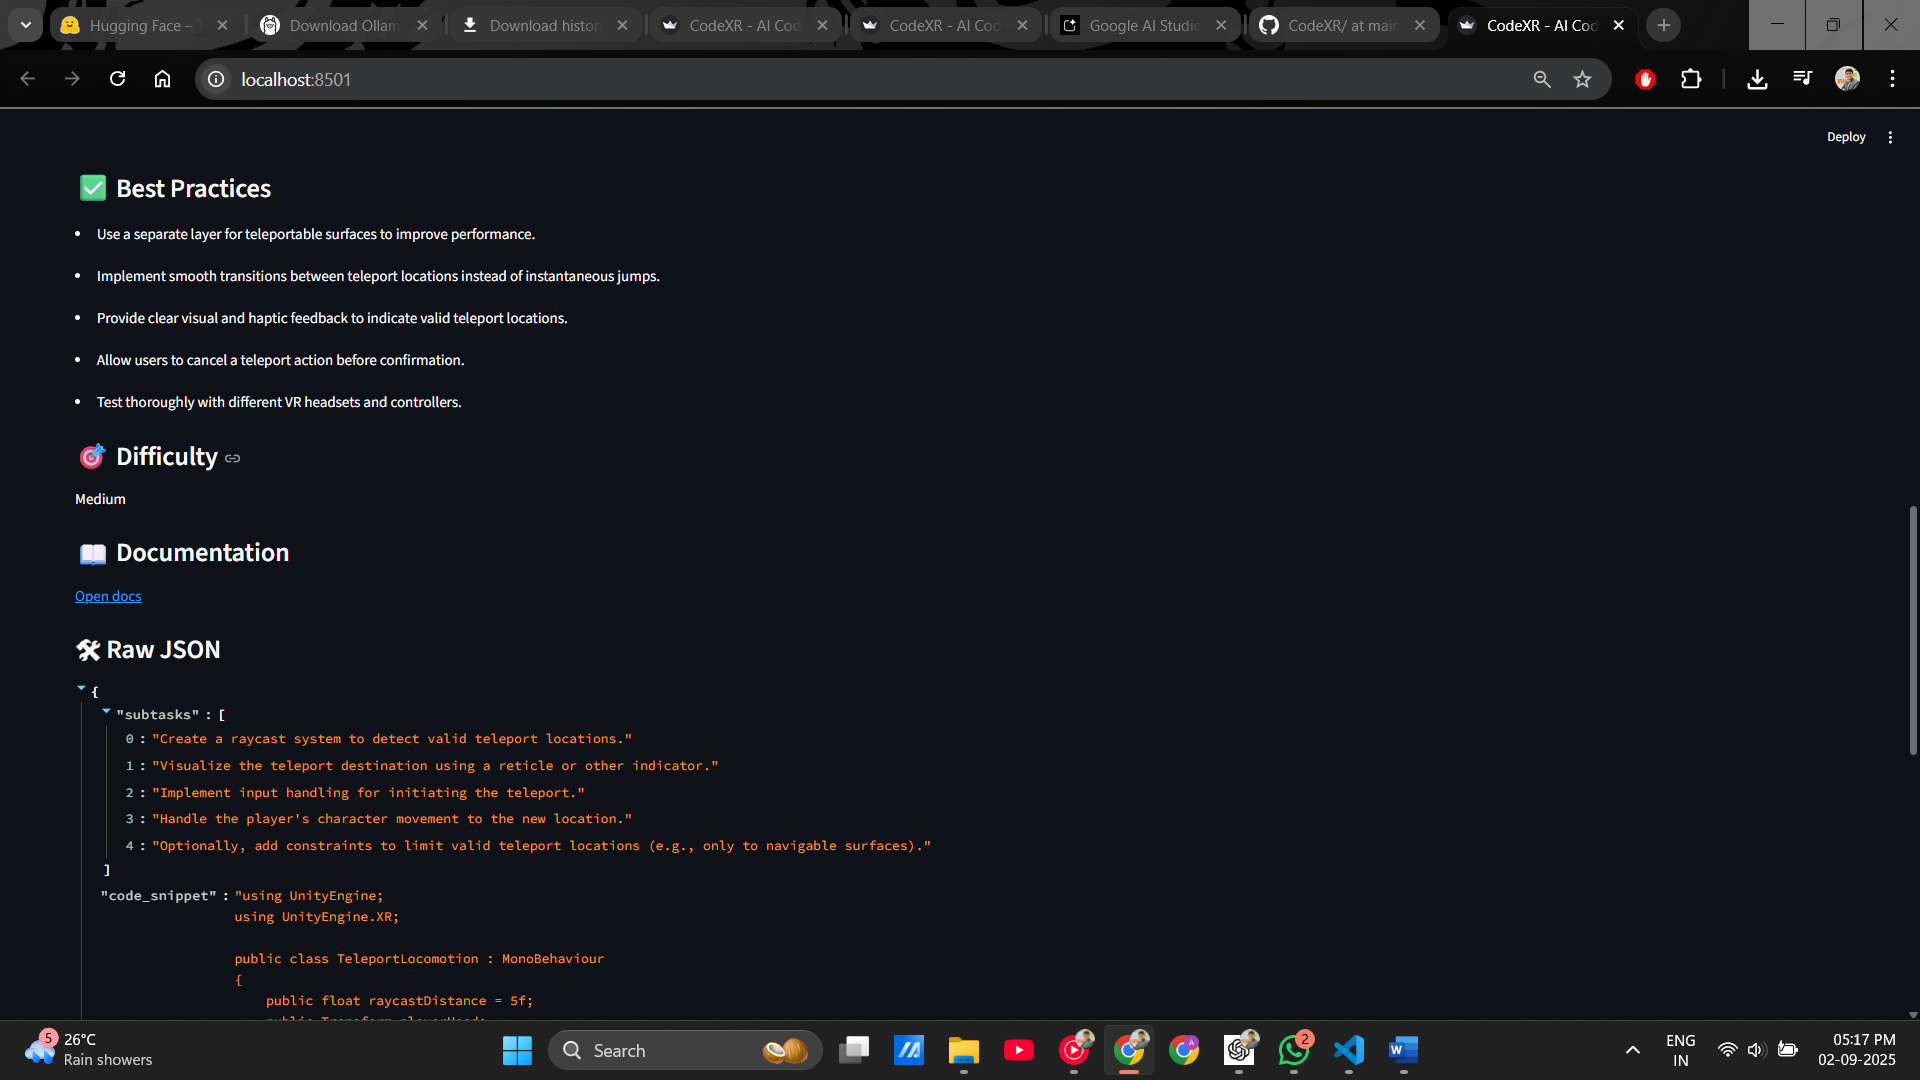 Hugging Face – T
Download Ollam
Download histor
CodeXR - AI Cod
CodeXR - AI Cod
Google AI Studio
CodeXR/ at main
CodeXR - AI Cod
localhost:8501
Deploy
Best Practices
Use a separate layer for teleportable surfaces to improve performance.
Implement smooth transitions between teleport locations instead of instantaneous jumps.
Provide clear visual and haptic feedback to indicate valid teleport locations.
Allow users to cancel a teleport action before confirmation.
Test thoroughly with different VR headsets and controllers.
Difficulty
Medium
Documentation
Open docs
Raw JSON
{
"subtasks" : [
0 : "Create a raycast system to detect valid teleport locations."
1 : "Visualize the teleport destination using a reticle or other indicator."
2 : "Implement input handling for initiating the teleport."
3 : "Handle the player's character movement to the new location."
4 : "Optionally, add constraints to limit valid teleport locations (e.g., only to navigable surfaces)."
]
"code_snippet" : "using UnityEngine;
using UnityEngine.XR;
public class TeleportLocomotion : MonoBehaviour
{
public float raycastDistance = 5f;
5
26°C
Rain showers
Search
A
2
W
ENG
IN
05:17 PM
02-09-2025